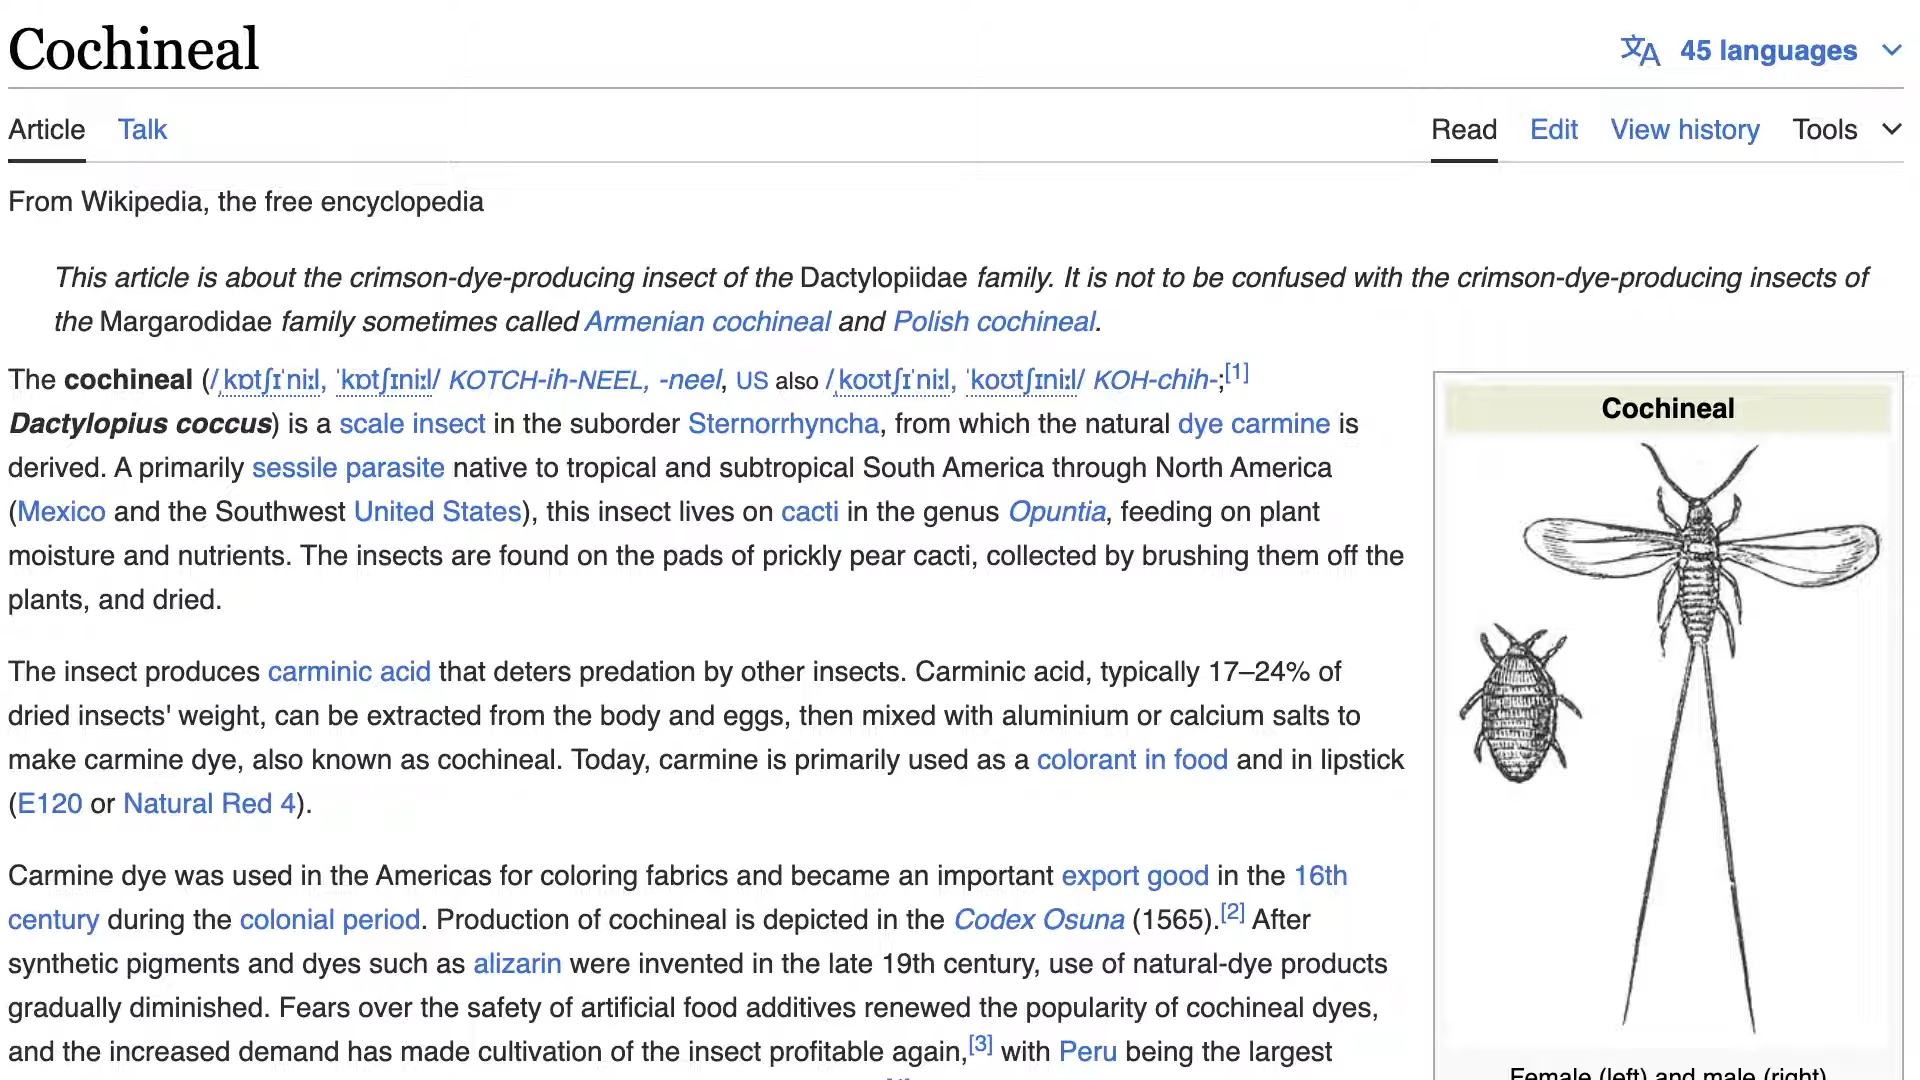 Cochineal
45 languages
Article Talk Read Edit View history Tools
From Wikipedia, the free encyclopedia
This article is about the crimson-dye-producing insect of the Dactylopiidae family. It is not to be confused with the crimson-dye-producing insects of
the Margarodidae family sometimes called Armenian cochineal and Polish cochineal.
The cochineal (/ˌkɒtʃɪˈniːl, ˈkɒtʃɪniːl/ KOTCH-ih-NEEL, -neel, US also /ˌkoʊtʃɪˈniːl, ˈkoʊtʃɪniːl/ KOH-chih-;[1]
Dactylopius coccus) is a scale insect in the suborder Sternorrhyncha, from which the natural dye carmine is
derived. A primarily sessile parasite native to tropical and subtropical South America through North America
(Mexico and the Southwest United States), this insect lives on cacti in the genus Opuntia, feeding on plant
moisture and nutrients. The insects are found on the pads of prickly pear cacti, collected by brushing them off the
plants, and dried.
The insect produces carminic acid that deters predation by other insects. Carminic acid, typically 17–24% of
dried insects' weight, can be extracted from the body and eggs, then mixed with aluminium or calcium salts to
make carmine dye, also known as cochineal. Today, carmine is primarily used as a colorant in food and in lipstick
(E120 or Natural Red 4).
Carmine dye was used in the Americas for coloring fabrics and became an important export good in the 16th
century during the colonial period. Production of cochineal is depicted in the Codex Osuna (1565).[2] After
synthetic pigments and dyes such as alizarin were invented in the late 19th century, use of natural-dye products
gradually diminished. Fears over the safety of artificial food additives renewed the popularity of cochineal dyes,
and the increased demand has made cultivation of the insect profitable again,[3] with Peru being the largest
Cochineal
Female (left) and male (right)